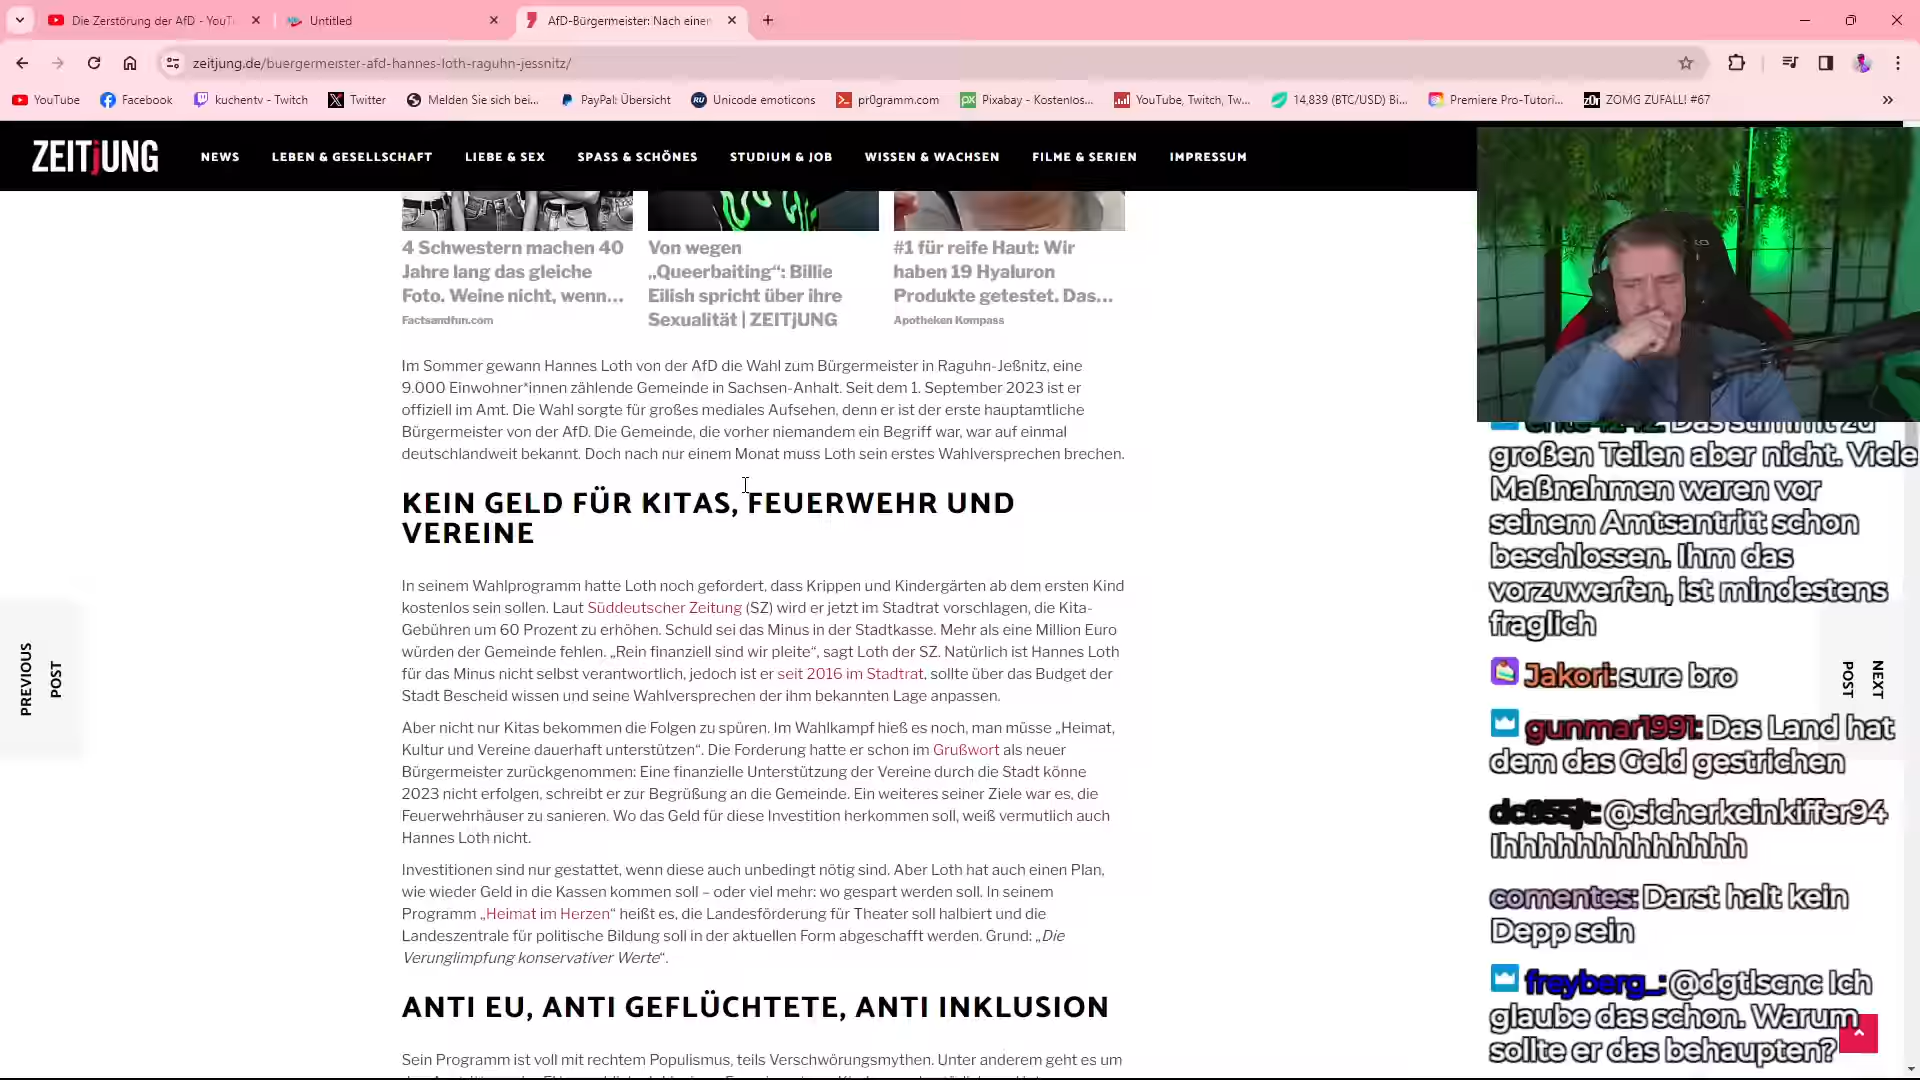 Die Zerstörung der AfD - YouT
Untitled
AfD-Bürgermeister: Nach einer
zeitjung.de/buergermeister-afd-hannes-loth-raguhn-jessnitz/
YouTube
Facebook
kuchentv - Twitch
Twitter
Melden Sie sich bei...
PayPal: Übersicht
Unicode emoticons
pr0gramm.com
Pixabay - Kostenlos...
YouTube, Twitch, Tw...
14,839 (BTC/USD) Bi...
Premiere Pro-Tutori...
ZOMG ZUFALL! #67
ZEITjUNG
NEWS
LEBEN & GESELLSCHAFT
LIEBE & SEX
SPASS & SCHÖNES
STUDIUM & JOB
WISSEN & WACHSEN
FILME & SERIEN
IMPRESSUM
4 Schwestern machen 40
Jahre lang das gleiche
Foto. Weine nicht, wenn...
Factsandfun.com
Von wegen
„Queerbaiting“: Billie
Eilish spricht über ihre
Sexualität | ZEITjUNG
#1 für reife Haut: Wir
haben 19 Hyaluron
Produkte getestet. Das...
Apotheken Kompass
Im Sommer gewann Hannes Loth von der AfD die Wahl zum Bürgermeister in Raguhn-Jeßnitz, eine
9.000 Einwohner*innen zählende Gemeinde in Sachsen-Anhalt. Seit dem 1. September 2023 ist er
offiziell im Amt. Die Wahl sorgte für großes mediales Aufsehen, denn er ist der erste hauptamtliche
Bürgermeister von der AfD. Die Gemeinde, die vorher niemandem ein Begriff war, war auf einmal
deutschlandweit bekannt. Doch nach nur einem Monat muss Loth sein erstes Wahlversprechen brechen.
KEIN GELD FÜR KITAS, FEUERWEHR UND
VEREINE
In seinem Wahlprogramm hatte Loth noch gefordert, dass Krippen und Kindergärten ab dem ersten Kind
kostenlos sein sollen. Laut Süddeutscher Zeitung (SZ) wird er jetzt im Stadtrat vorschlagen, die Kita-
Gebühren um 60 Prozent zu erhöhen. Schuld sei das Minus in der Stadtkasse. Mehr als eine Million Euro
würden der Gemeinde fehlen. „Rein finanziell sind wir pleite“, sagt Loth der SZ. Natürlich ist Hannes Loth
für das Minus nicht selbst verantwortlich, jedoch ist er seit 2016 im Stadtrat, sollte über das Budget der
Stadt Bescheid wissen und seine Wahlversprechen der ihm bekannten Lage anpassen.
Aber nicht nur Kitas bekommen die Folgen zu spüren. Im Wahlkampf hieß es noch, man müsse „Heimat,
Kultur und Vereine dauerhaft unterstützen“. Die Forderung hatte er schon im Grußwort als neuer
Bürgermeister zurückgenommen: Eine finanzielle Unterstützung der Vereine durch die Stadt könne
2023 nicht erfolgen, schreibt er zur Begrüßung an die Gemeinde. Ein weiteres seiner Ziele war es, die
Feuerwehrhäuser zu sanieren. Wo das Geld für diese Investition herkommen soll, weiß vermutlich auch
Hannes Loth nicht.
Investitionen sind nur gestattet, wenn diese auch unbedingt nötig sind. Aber Loth hat auch einen Plan,
wie wieder Geld in die Kassen kommen soll – oder viel mehr: wo gespart werden soll. In seinem
Programm „Heimat im Herzen“ heißt es, die Landesförderung für Theater soll halbiert und die
Landeszentrale für politische Bildung soll in der aktuellen Form abgeschafft werden. Grund: „Die
Verunglimpfung konservativer Werte“.
ANTI EU, ANTI GEFLÜCHTETE, ANTI INKLUSION
Sein Programm ist voll mit rechtem Populismus, teils Verschwörungsmythen. Unter anderem geht es um
PREVIOUS
POST
NEXT
POST
Das stimmt zu
großen Teilen aber nicht. Viele
Maßnahmen waren vor
seinem Amtsantritt schon
beschlossen. Ihm das
vorzuwerfen, ist mindestens
fraglich
Jakori: sure bro
gunmar1991: Das Land hat
dem das Geld gestrichen
@sicherkeinkiffer94
Ihhhhhhhhhhhhh
comentes: Darst halt kein
Depp sein
freyberg_: @dgtlscnc Ich
glaube das schon. Warum
sollte er das behaupten?